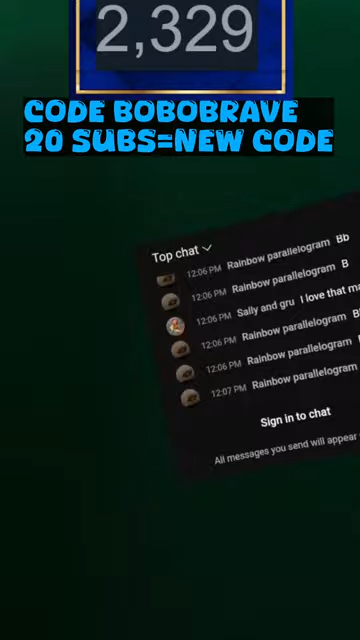 2,329
CODE BOBOBRAVE
20 SUBS=NEW CODE
Top chat
12:06 PM Rainbow parallelogram Bb
12:06 PM Rainbow parallelogram B
12:06 PM Sally and gru I love that
12:06 PM Rainbow parallelogram
12:06 PM Rainbow parallelogram
12:07 PM Rainbow parallelogram
Sign in to chat
All messages you send will appear